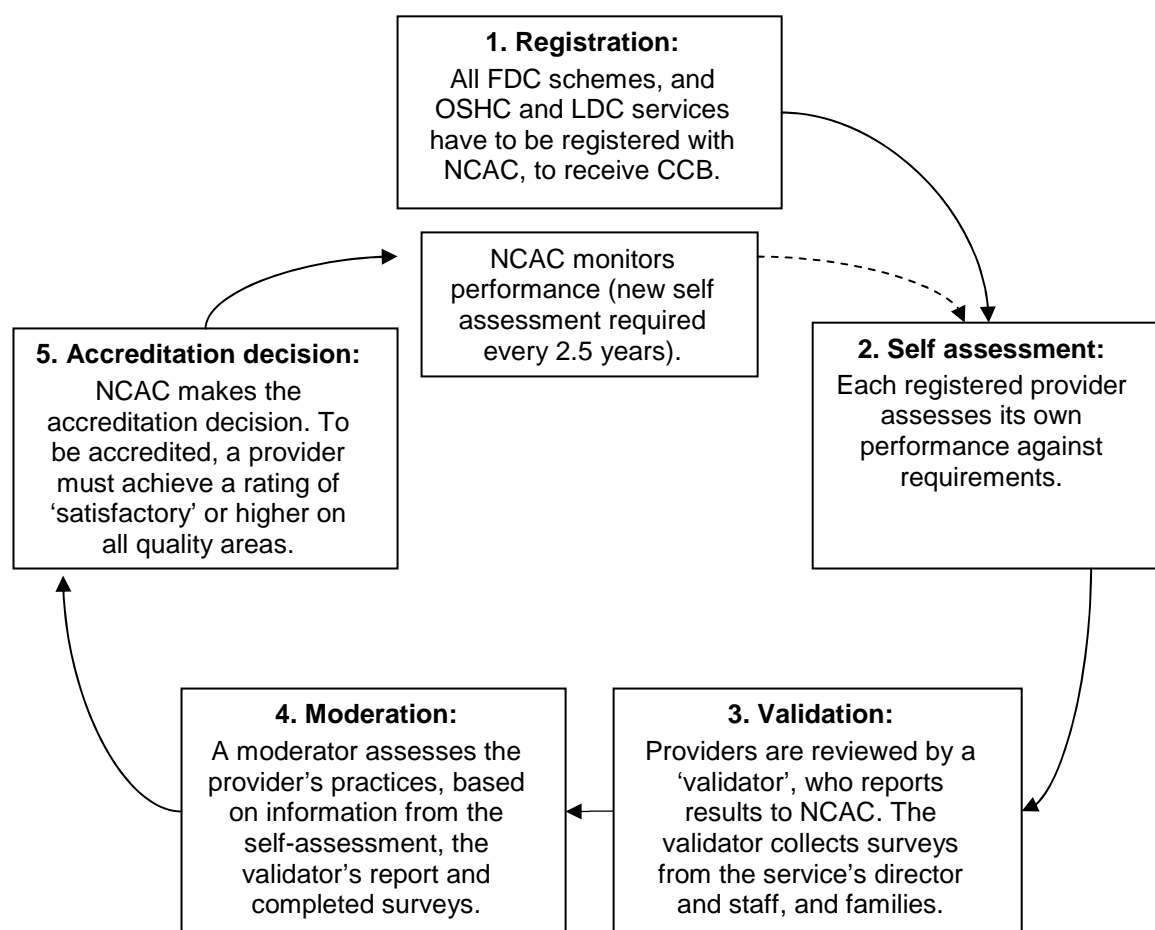 1. Registration:
All FDC schemes, and
OSHC and LDC services
have to be registered with
NCAC, to receive CCB.
NCAC monitors
performance (new self
assessment required
every 2.5 years).
2. Self assessment:
Each registered provider
assesses its own
performance against
requirements.
3. Validation:
Providers are reviewed by a
‘validator’, who reports
results to NCAC. The
validator collects surveys
from the service’s director
and staff, and families.
4. Moderation:
A moderator assesses the
provider’s practices, based
on information from the
self-assessment, the
validator’s report and
completed surveys.
5. Accreditation decision:
NCAC makes the
accreditation decision. To
be accredited, a provider
must achieve a rating of
‘satisfactory’ or higher on
all quality areas.